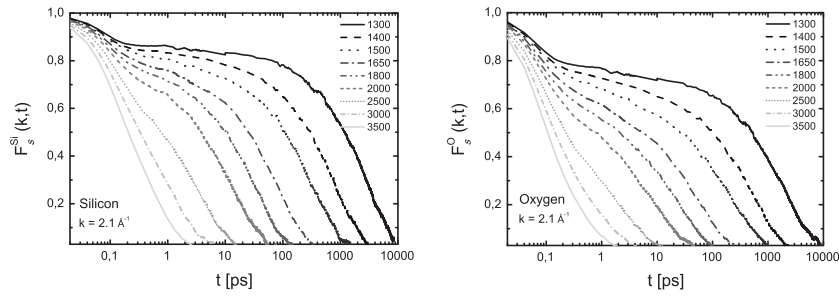 1,0
0,8
0,6
0,4
0,2
F_s^Si (k,t)
1300
1400
1500
1650
1800
2000
2500
3000
3500
Silicon
k = 2.1 Å⁻¹
0,1 1 10 100 1000 10000
t [ps]
1,0
0,8
0,6
0,4
0,2
F_s^O (k,t)
1300
1400
1500
1650
1800
2000
2500
3000
3500
Oxygen
k = 2.1 Å⁻¹
0,1 1 10 100 1000 10000
t [ps]